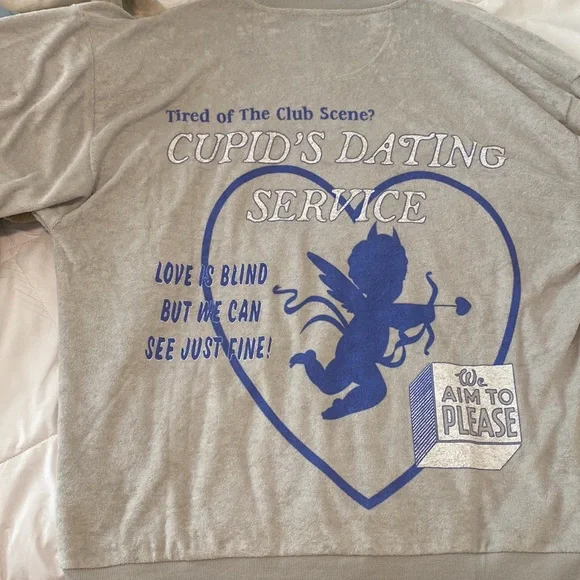 Tired of The Club Scene?
CUPID'S DATING
SERVICE
LOVE IS BLIND
BUT WE CAN
SEE JUST FINE!
We
AIM TO
PLEASE